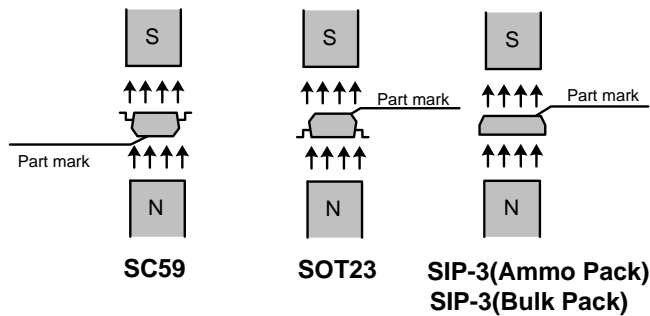 S
S
S
Part mark
Part mark
Part mark
N
N
N
SC59
SOT23
SIP-3(Ammo Pack)
SIP-3(Bulk Pack)